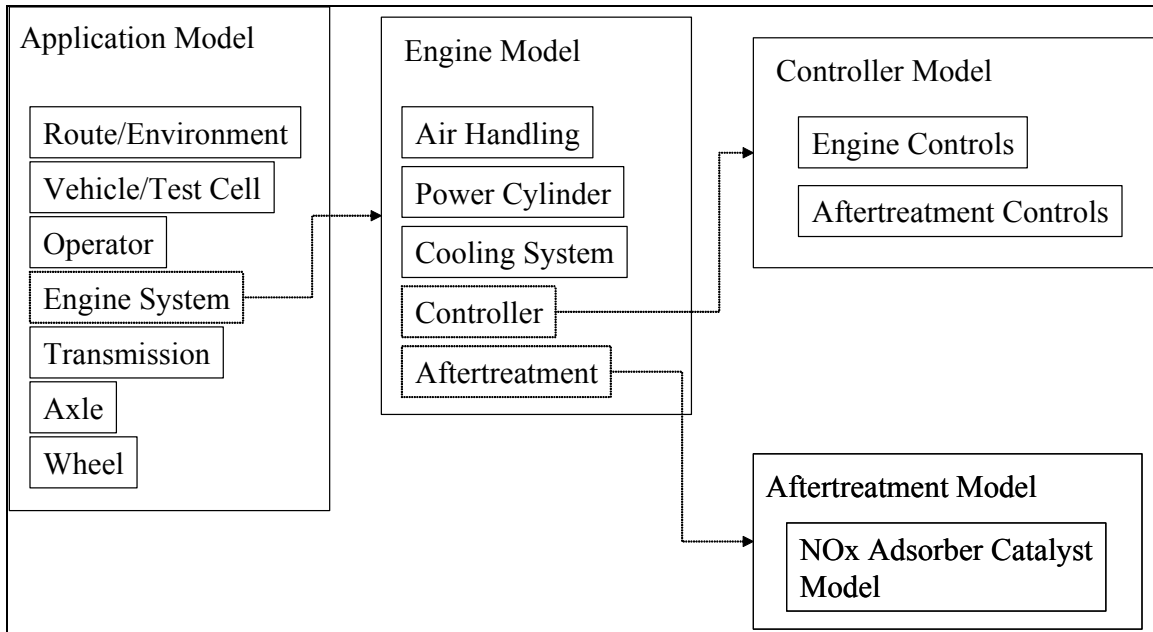 Application Model
Route/Environment
Vehicle/Test Cell
Operator
Engine System
Transmission
Axle
Wheel
Engine Model
Air Handling
Power Cylinder
Cooling System
Controller
Aftertreatment
Controller Model
Engine Controls
Aftertreatment Controls
Aftertreatment Model
NOx Adsorber Catalyst
Model